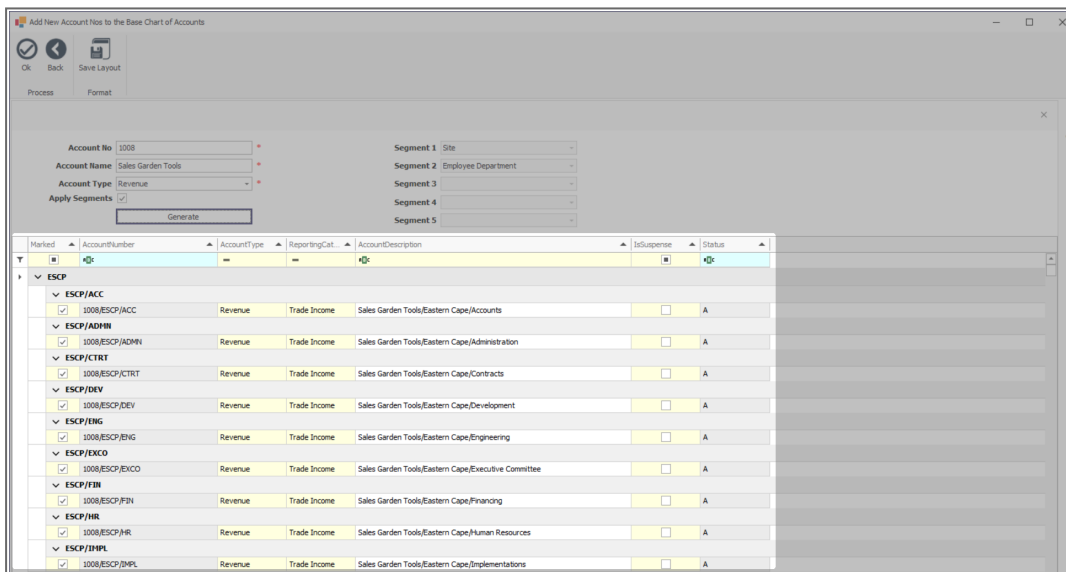 Add New Account Nos to the Base Chart of Accounts
Ok Back Save Layout
Process Format
Account No 1008 * Segment 1 Site
Account Name Sales Garden Tools * Segment 2 Employee Department
Account Type Revenue * Segment 3
Apply Segments Segment 4
Generate Segment 5
Marked AccountNumber AccountType ReportingCat... AccountDescription IsSuspense Status
ESCP
ESCP/ACC
1008/ESCP/ACC Revenue Trade Income Sales Garden Tools/Eastern Cape/Accounts A
ESCP/ADMN
1008/ESCP/ADMN Revenue Trade Income Sales Garden Tools/Eastern Cape/Administration A
ESCP/CTRT
1008/ESCP/CTRT Revenue Trade Income Sales Garden Tools/Eastern Cape/Contracts A
ESCP/DEV
1008/ESCP/DEV Revenue Trade Income Sales Garden Tools/Eastern Cape/Development A
ESCP/ENG
1008/ESCP/ENG Revenue Trade Income Sales Garden Tools/Eastern Cape/Engineering A
ESCP/EXCO
1008/ESCP/EXCO Revenue Trade Income Sales Garden Tools/Eastern Cape/Executive Committee A
ESCP/FIN
1008/ESCP/FIN Revenue Trade Income Sales Garden Tools/Eastern Cape/Financing A
ESCP/HR
1008/ESCP/HR Revenue Trade Income Sales Garden Tools/Eastern Cape/Human Resources A
ESCP/IMPL
1008/ESCP/IMPL Revenue Trade Income Sales Garden Tools/Eastern Cape/Implementations A